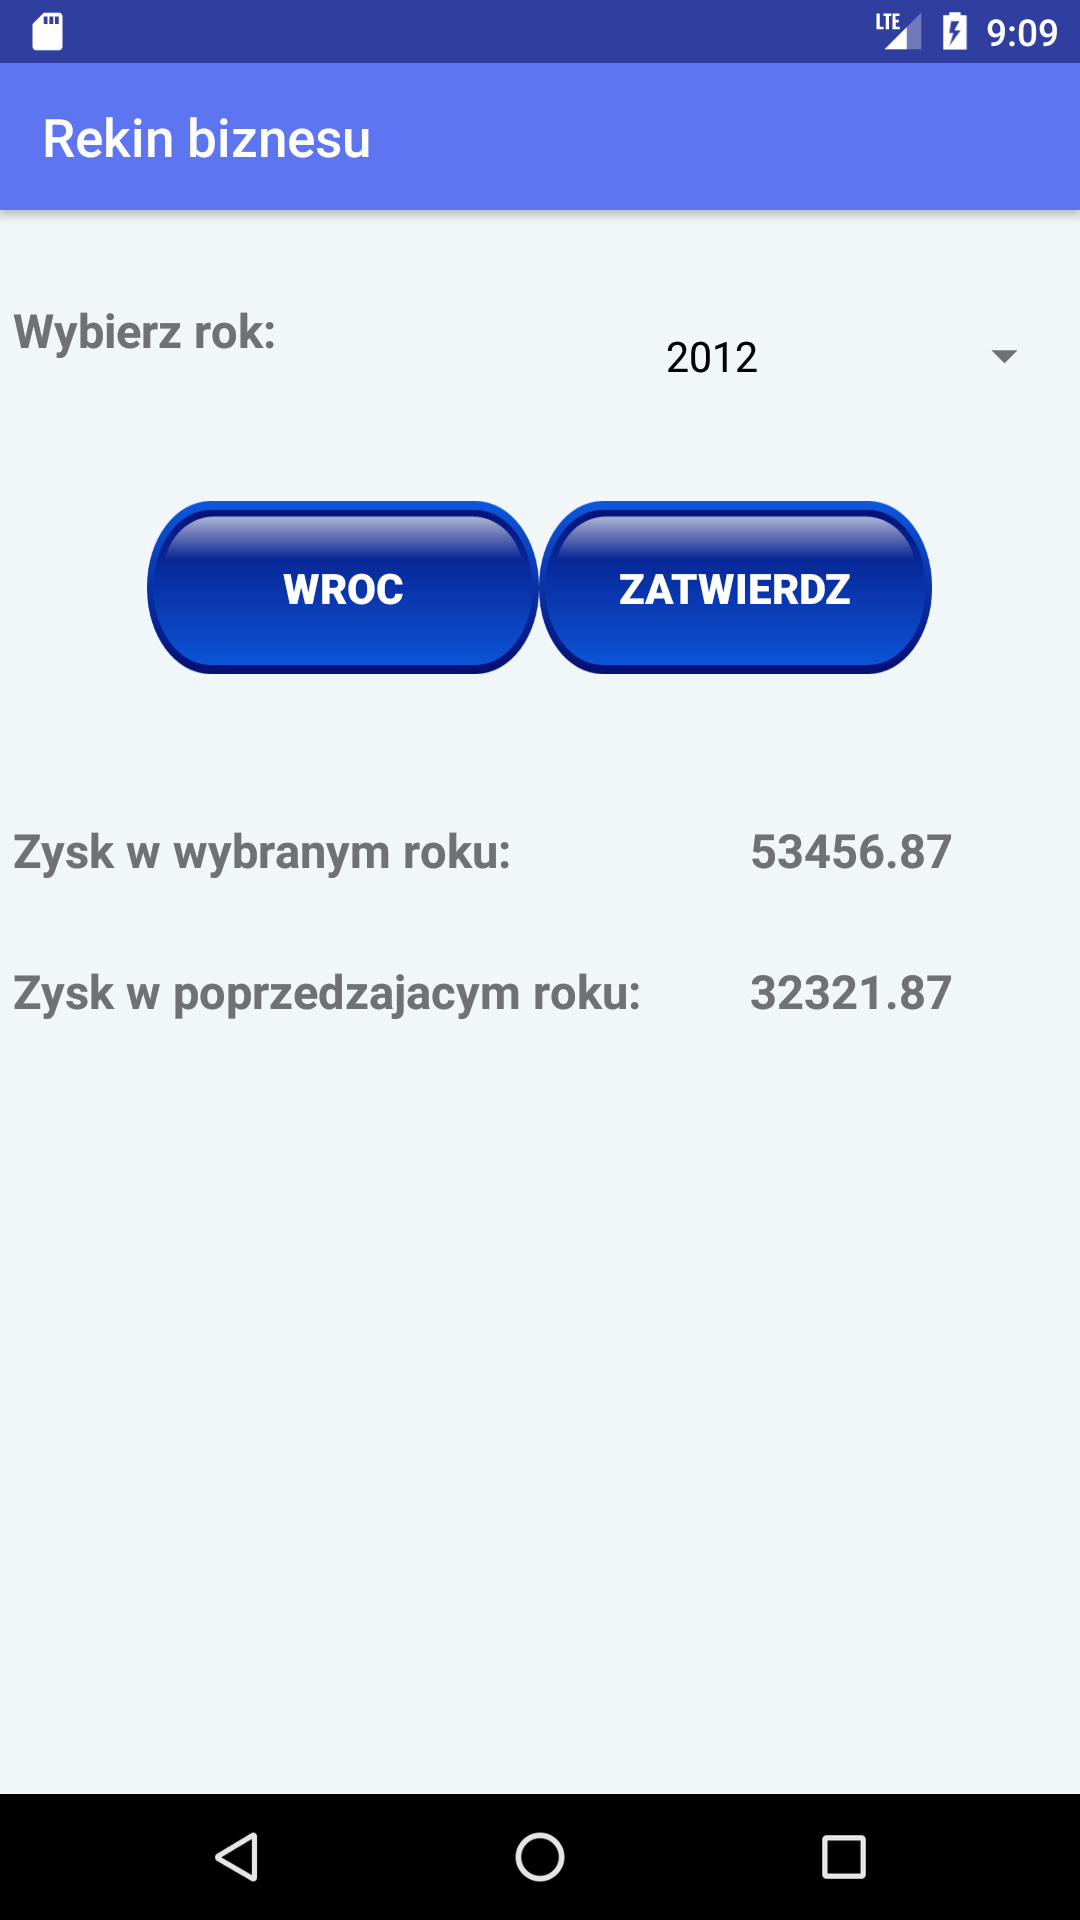 LTE 9:09
Rekin biznesu
Wybierz rok:
2012
WROC ZATWIERDZ
Zysk w wybranym roku: 53456.87
Zysk w poprzedzajacym roku: 32321.87